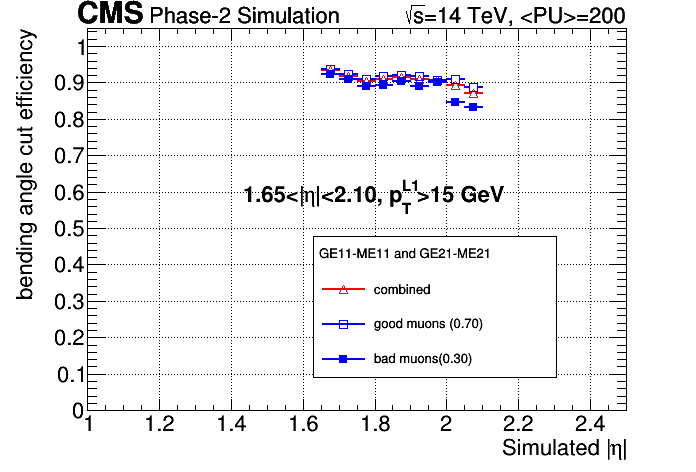 CMS Phase-2 Simulation √s=14 TeV, <PU>=200
bending angle cut efficiency
1
0.9
0.8
0.7
0.6
0.5
0.4
0.3
0.2
0.1
0
1.65<|η|<2.10, p_T^L1>15 GeV
GE11-ME11 and GE21-ME21
combined
good muons (0.70)
bad muons(0.30)
1 1.2 1.4 1.6 1.8 2 2.2 2.4
Simulated |η|